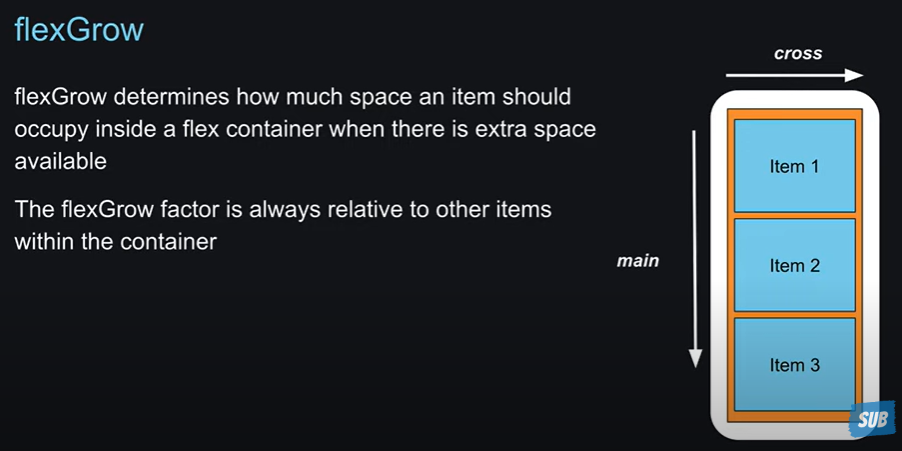 flexGrow
flexGrow determines how much space an item should
occupy inside a flex container when there is extra space
available
The flexGrow factor is always relative to other items
within the container
cross
main
Item 1
Item 2
Item 3
SUB